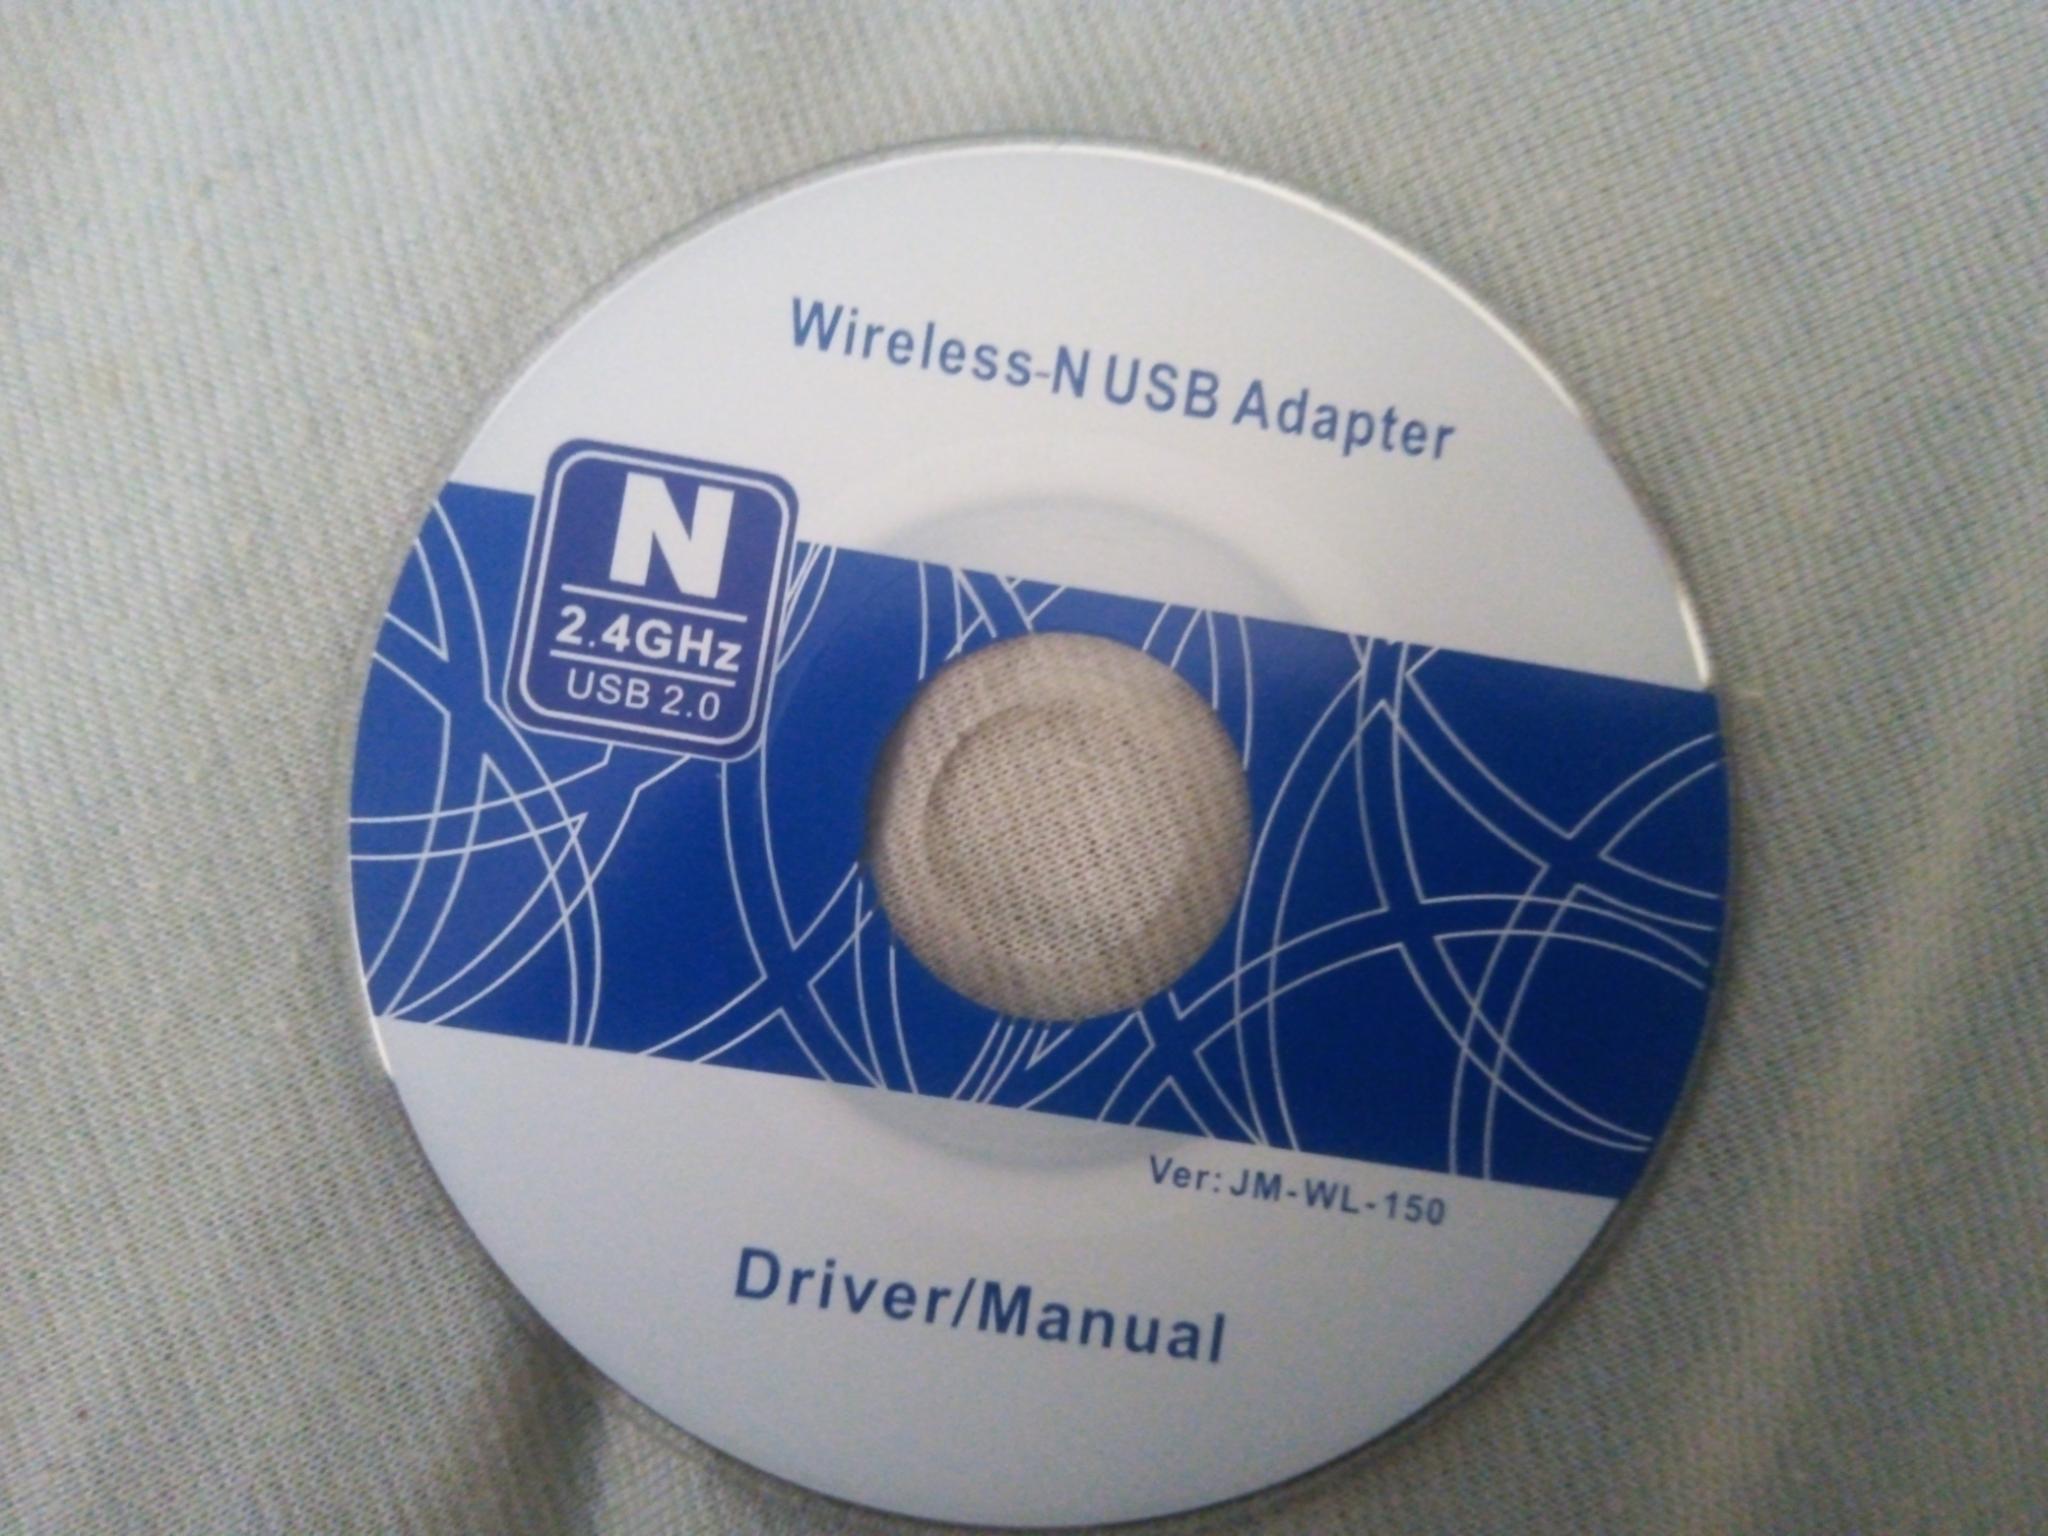 Wireless-N USB Adapter
N
2.4GHz
USB 2.0
Ver: JM-WL-150
Driver/Manual